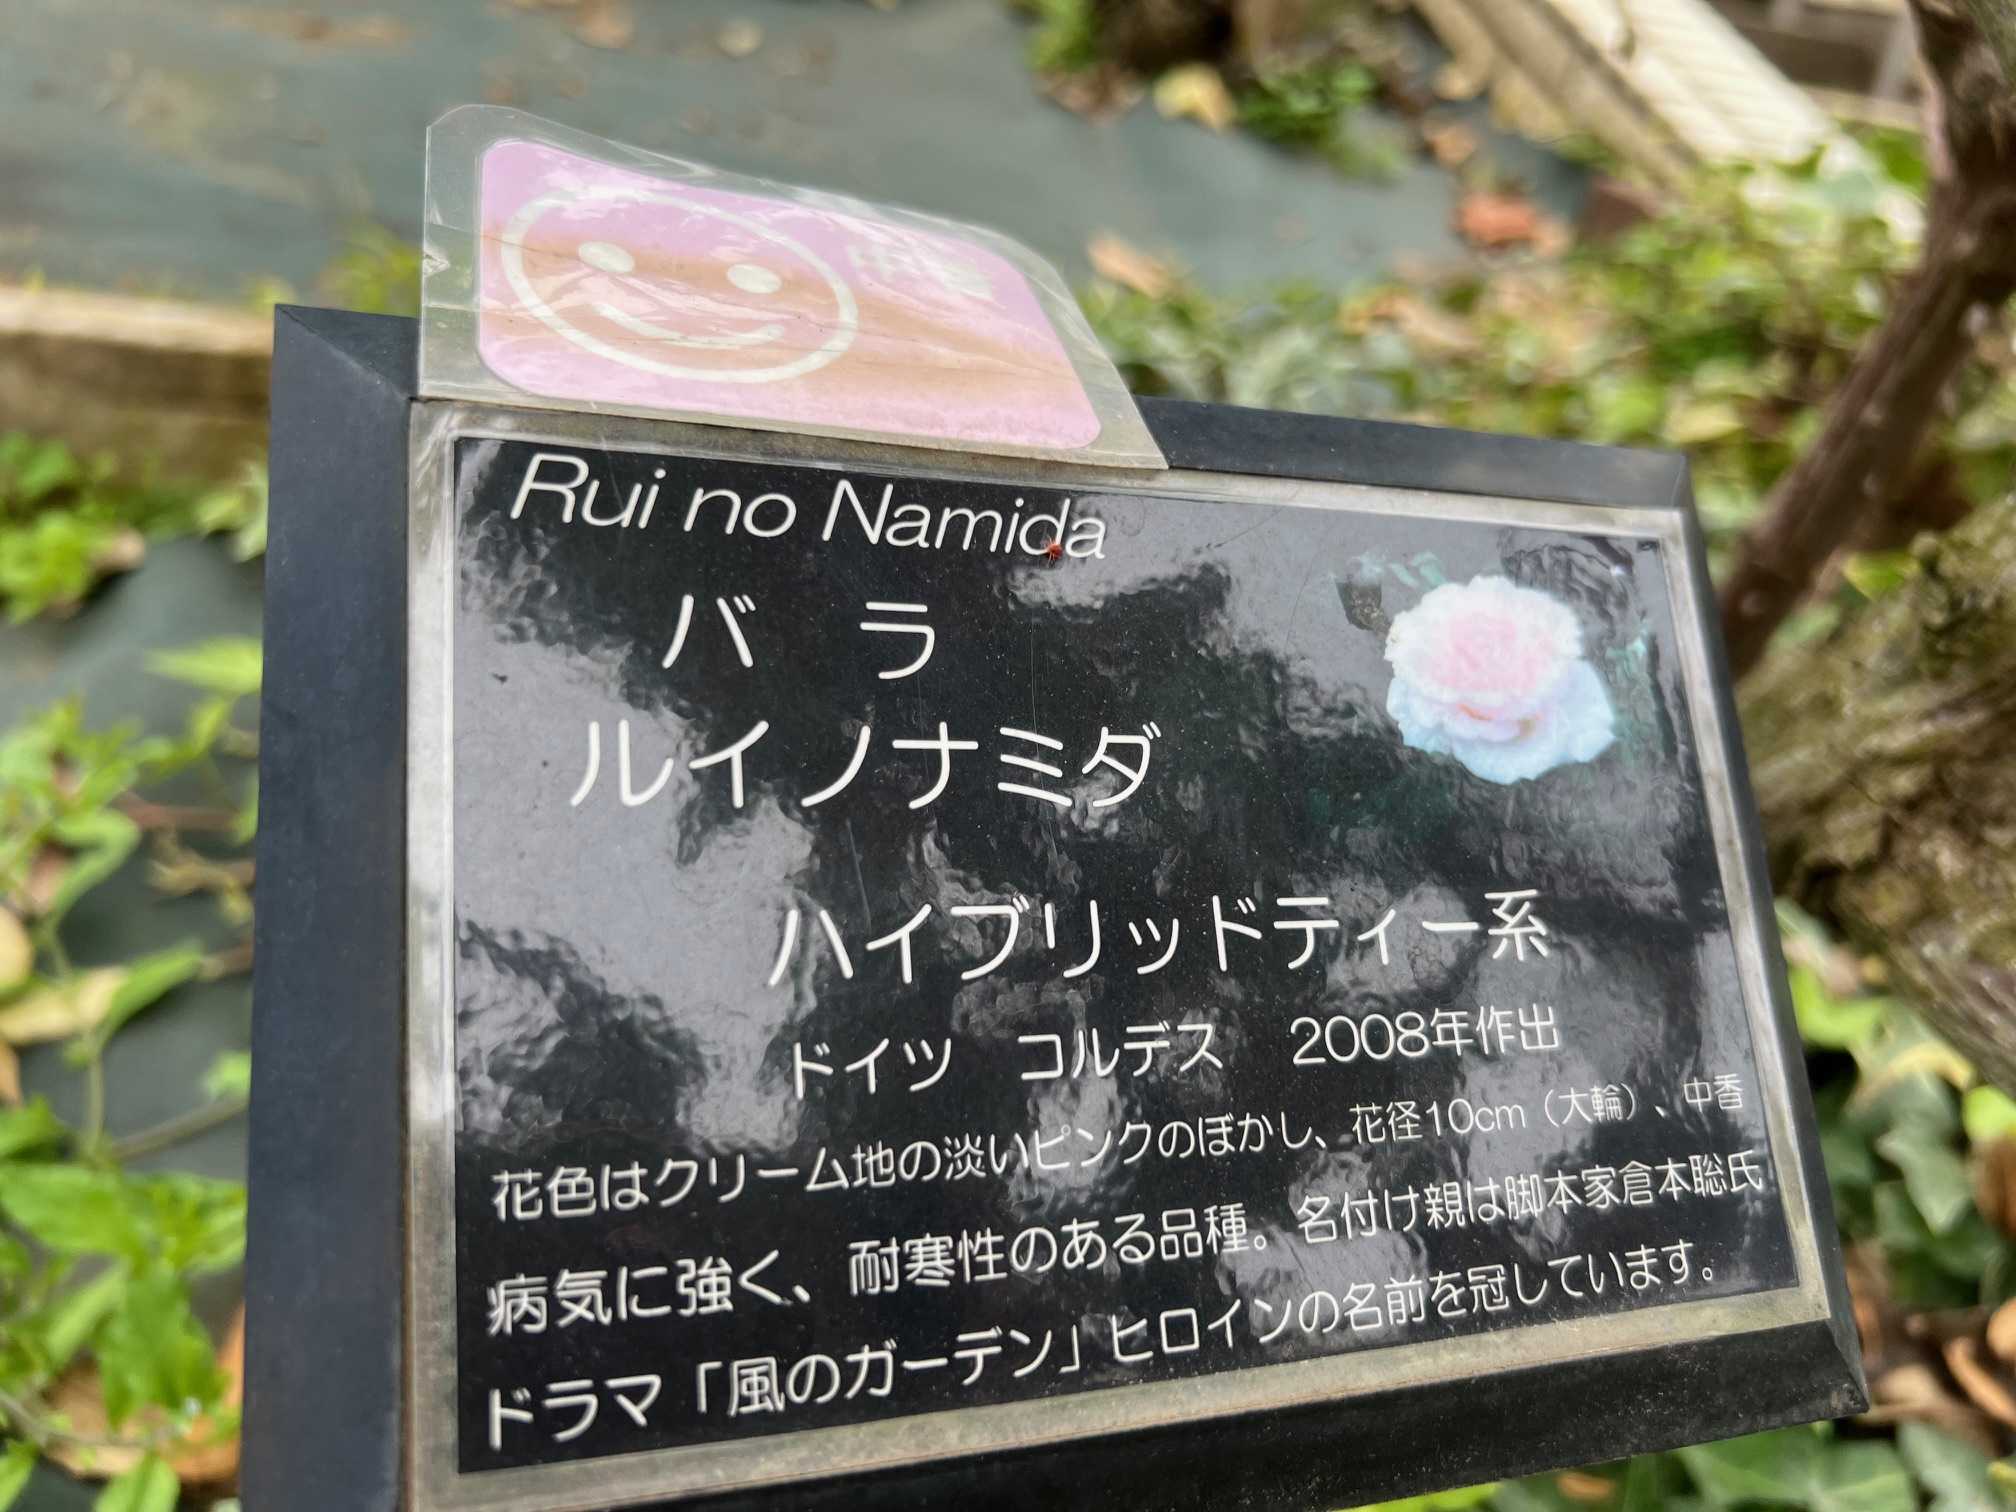 中香
Rui no Namida
バ　ラ
ルイノナミダ
ハイブリッドティー系
ドイツ　コルデス　2008年作出
花色はクリーム地の淡いピンクのぼかし、花径10cm（大輪）、中香
病気に強く、耐寒性のある品種。名付け親は脚本家倉本聡氏
ドラマ「風のガーデン」ヒロインの名前を冠しています。